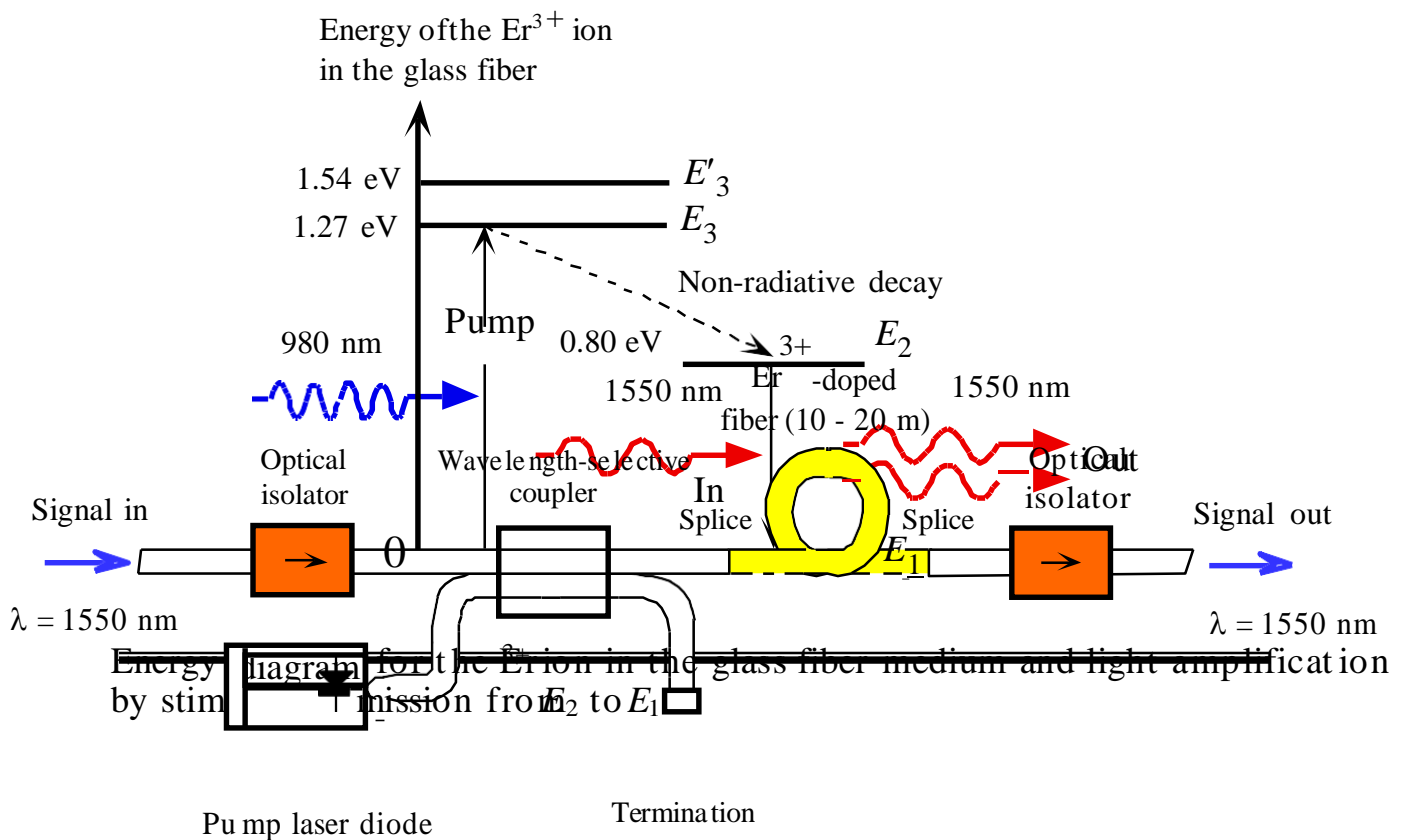 Energy of the Er³⁺ ion
in the glass fiber
1.54 eV
E′₃
1.27 eV
E₃
Non-radiative decay
Pump
980 nm
0.80 eV
E₂
1550 nm
Er³⁺-doped
fiber (10 - 20 m)
1550 nm
Optical
isolator
Wavelength-selective
coupler
In
Out
Optical
isolator
Splice
Splice
Signal in
Signal out
0
E₁
λ = 1550 nm
λ = 1550 nm
Energy diagram for the Er ion in the glass fiber medium and light amplification
by stim mission from E₂ to E₁
Pump laser diode
Termination